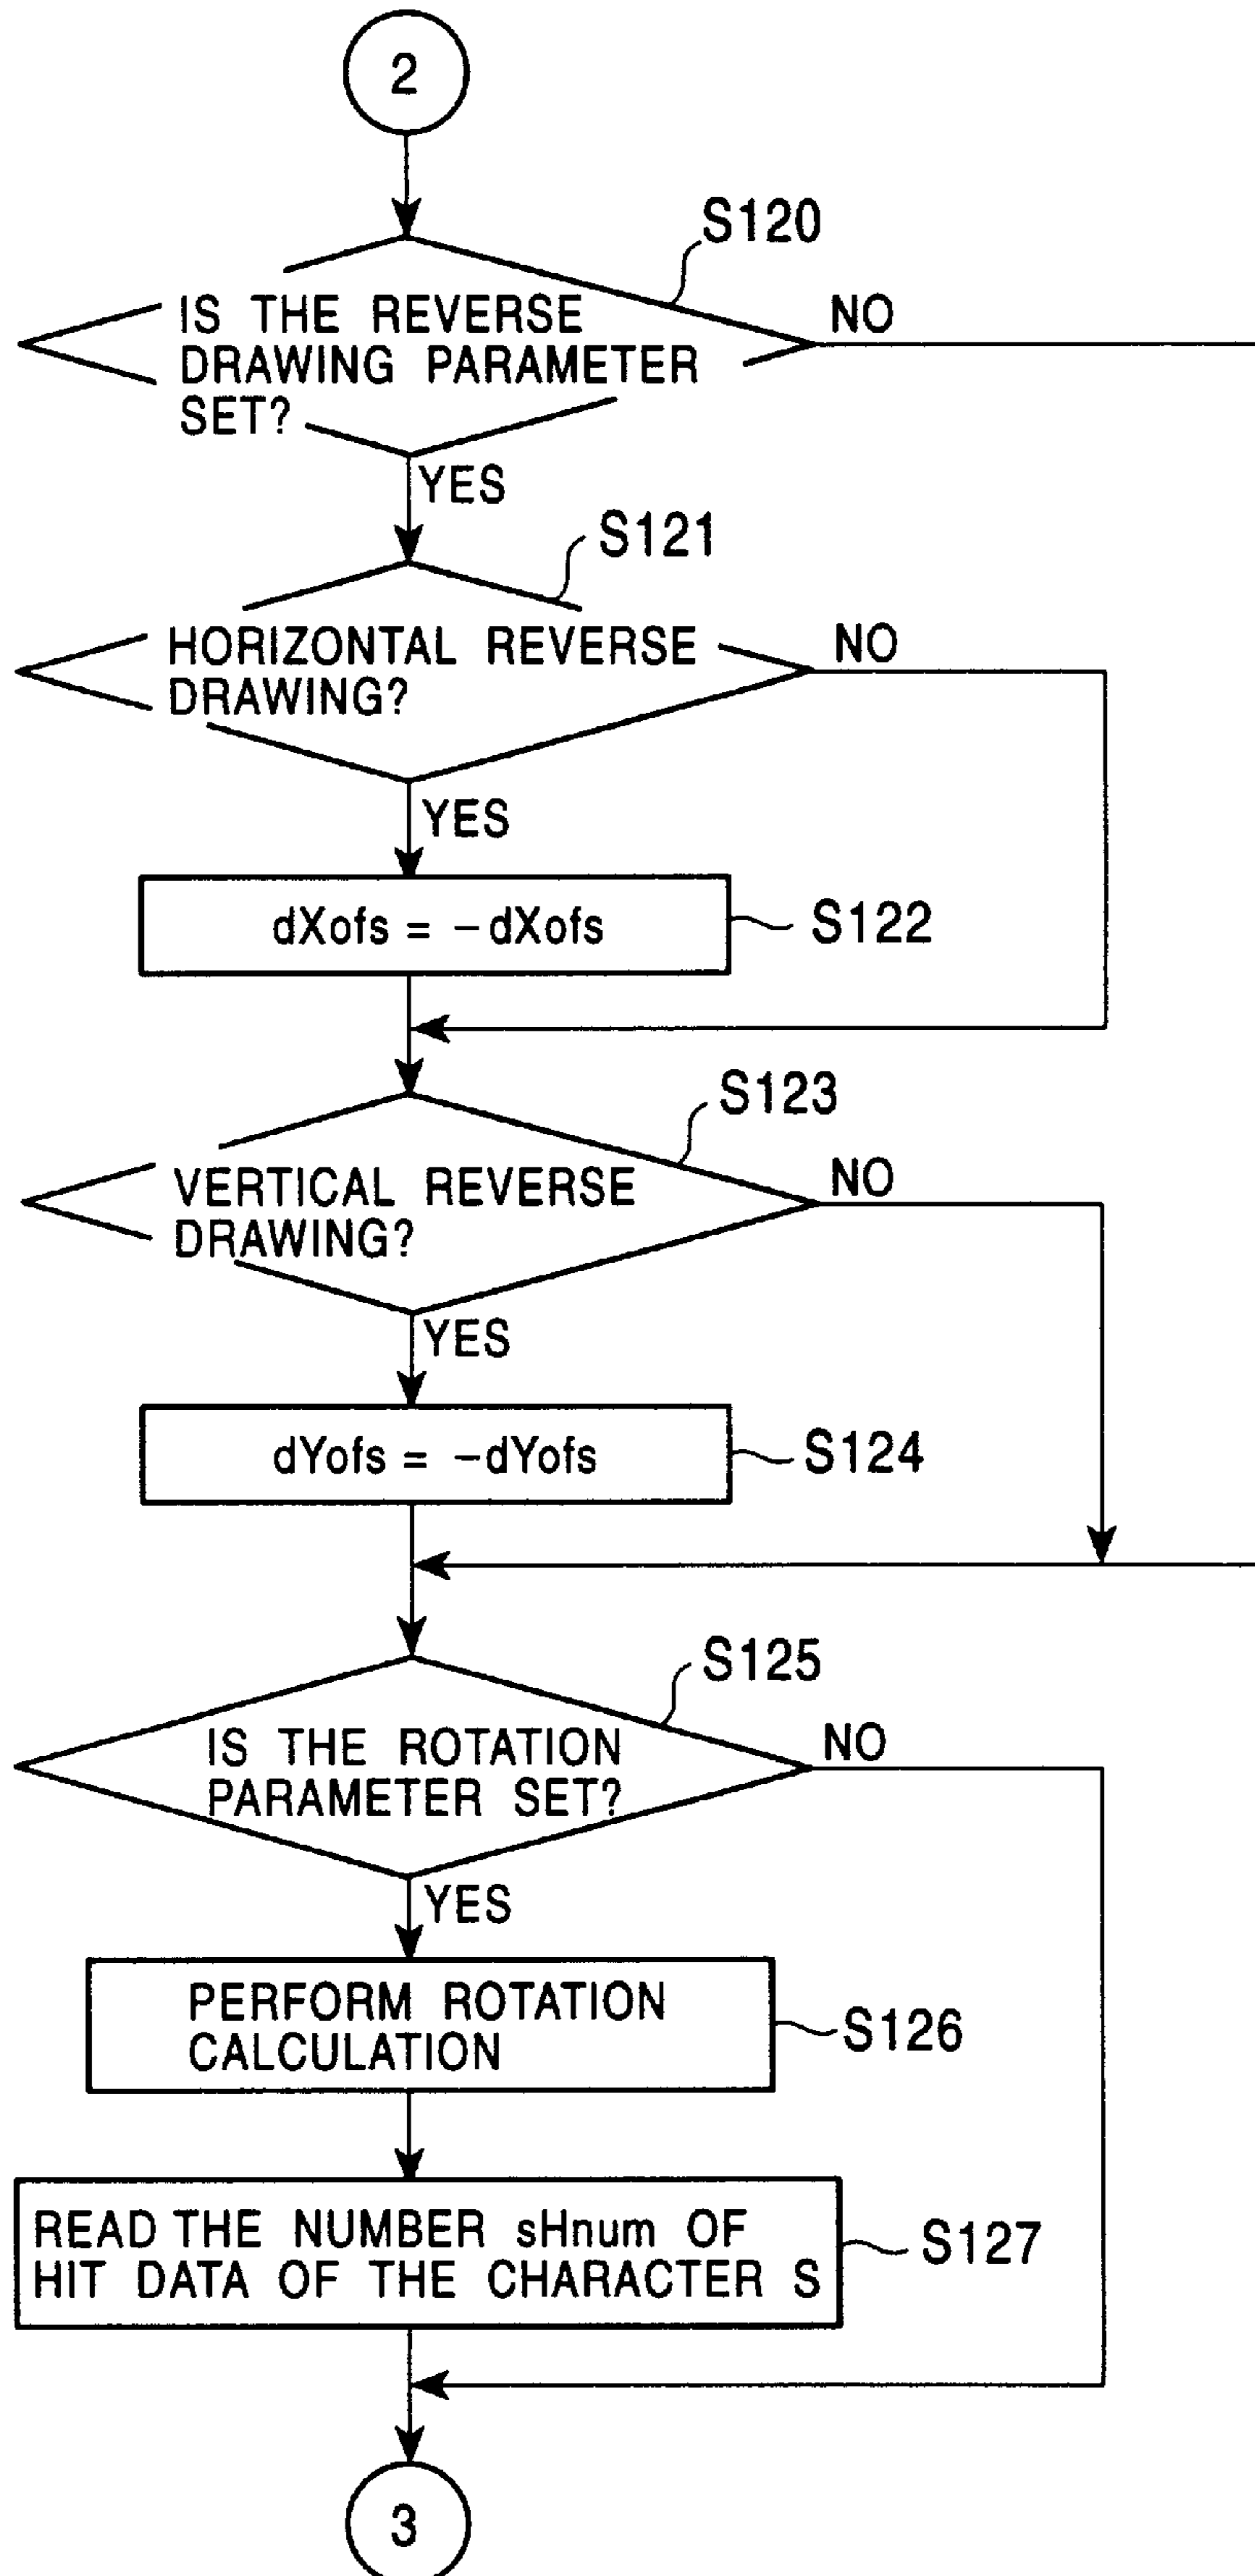 2
S120
IS THE REVERSE
DRAWING PARAMETER
SET?
NO
YES
S121
HORIZONTAL REVERSE
DRAWING?
NO
YES
dXofs = −dXofs
S122
S123
VERTICAL REVERSE
DRAWING?
NO
YES
dYofs = −dYofs
S124
S125
IS THE ROTATION
PARAMETER SET?
NO
YES
PERFORM ROTATION
CALCULATION
S126
READ THE NUMBER sHnum OF
HIT DATA OF THE CHARACTER S
S127
3